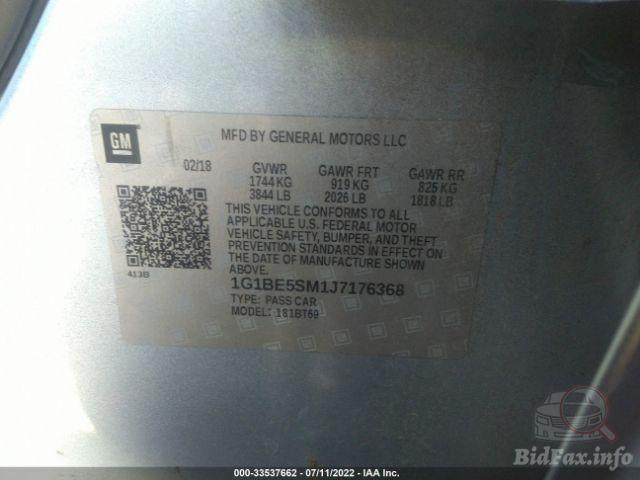 GM
MFD BY GENERAL MOTORS LLC
02/18 GVWR GAWR FRT GAWR RR
1744 KG 919 KG 825 KG
3844 LB 2026 LB 1818 LB
THIS VEHICLE CONFORMS TO ALL
APPLICABLE U.S. FEDERAL MOTOR
VEHICLE SAFETY, BUMPER, AND THEFT
PREVENTION STANDARDS IN EFFECT ON
THE DATE OF MANUFACTURE SHOWN
ABOVE.
413B
1G1BE5SM1J7176368
TYPE: PASS CAR
MODEL: 181BT69
000-33537662 - 07/11/2022 - IAA Inc.
BidFax.info